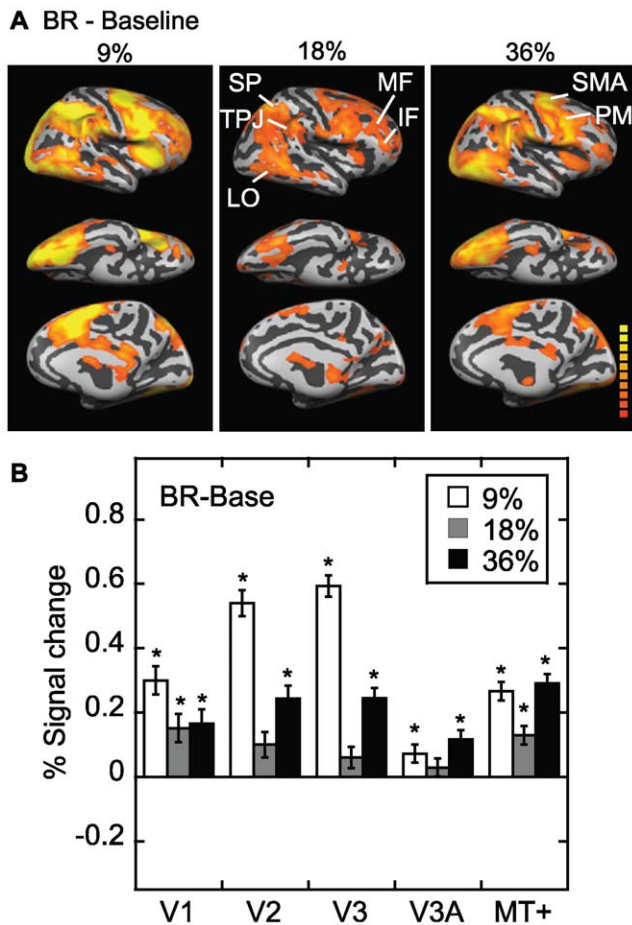 A BR - Baseline
9% 18% 36%
SP MF SMA
TPJ IF PM
LO
B
BR-Base
9%
18%
36%
0.8
0.6
0.4
0.2
0
-0.2
% Signal change
* * *
* *
* *
* *
* * *
V1 V2 V3 V3A MT+